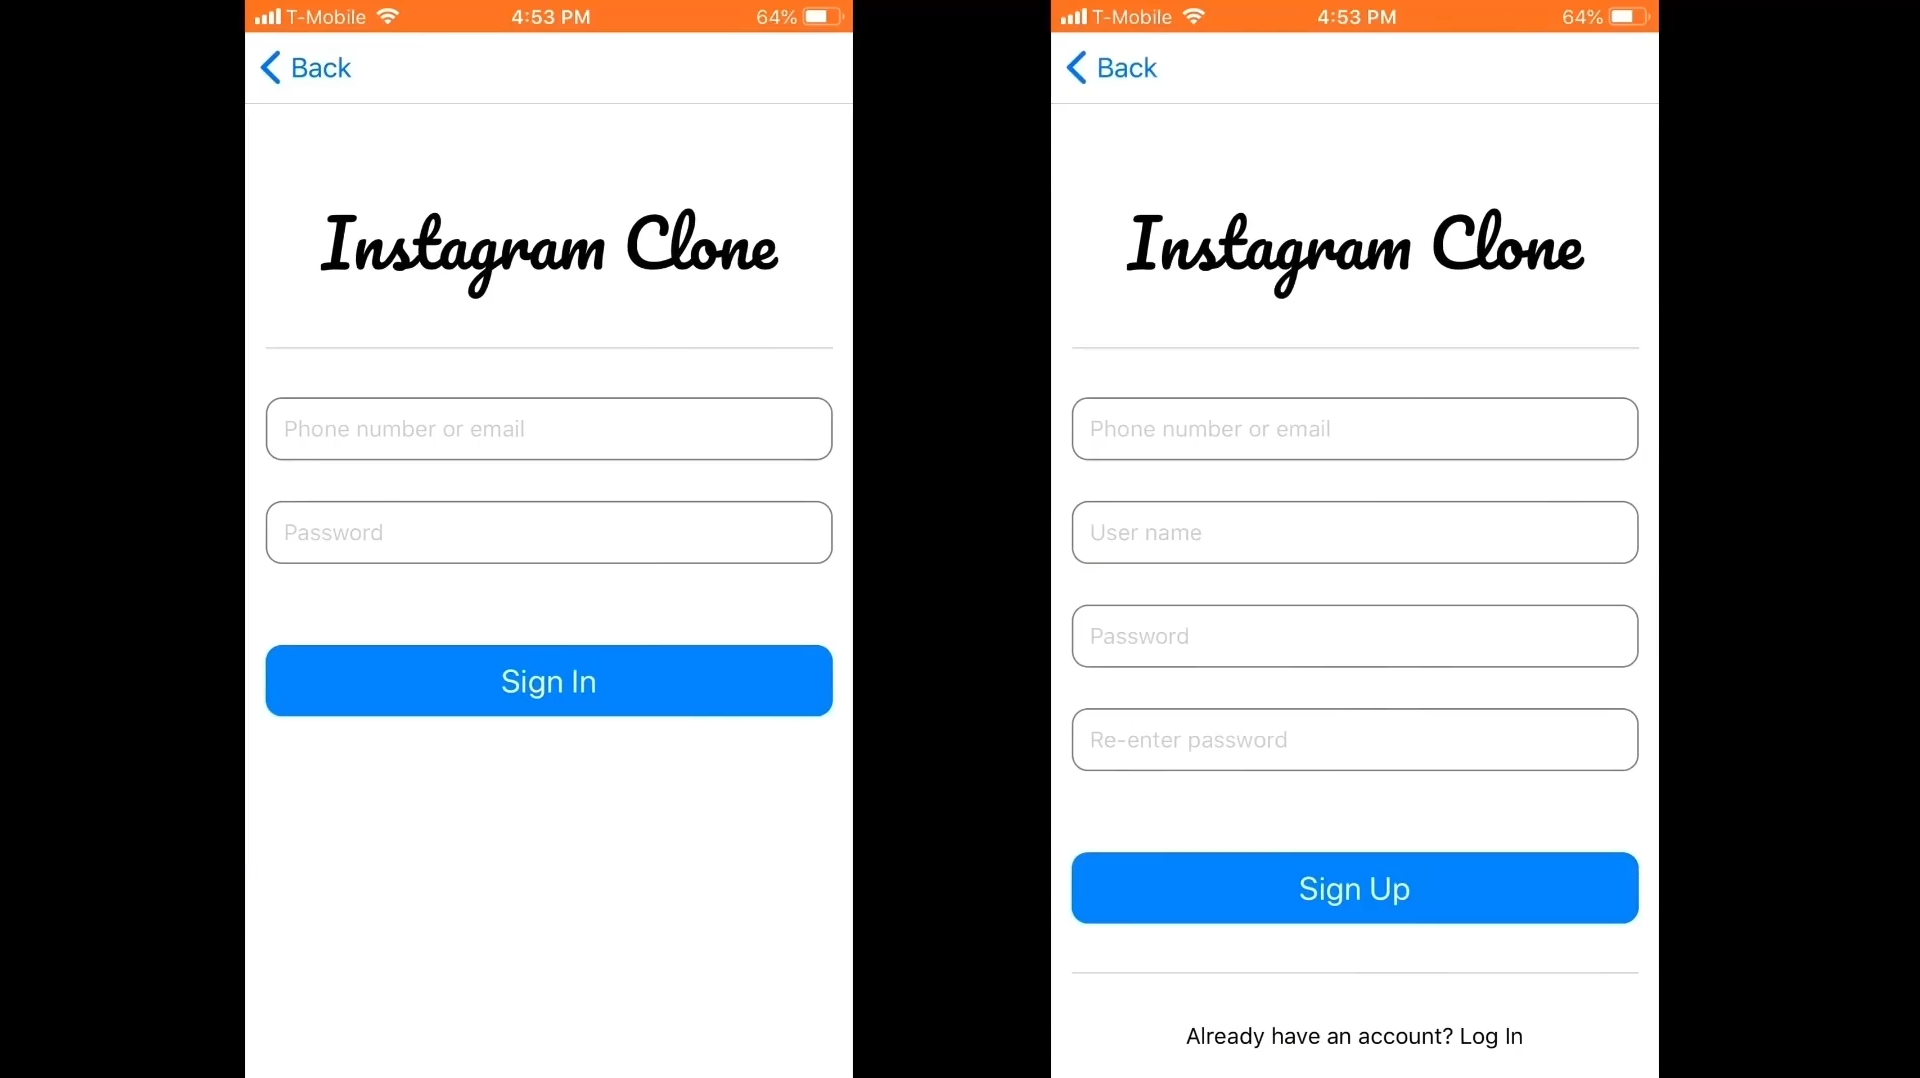 T-Mobile 4:53 PM 64%
Back
Instagram Clone
Phone number or email
Password
Sign In
T-Mobile 4:53 PM 64%
Back
Instagram Clone
Phone number or email
User name
Password
Re-enter password
Sign Up
Already have an account? Log In